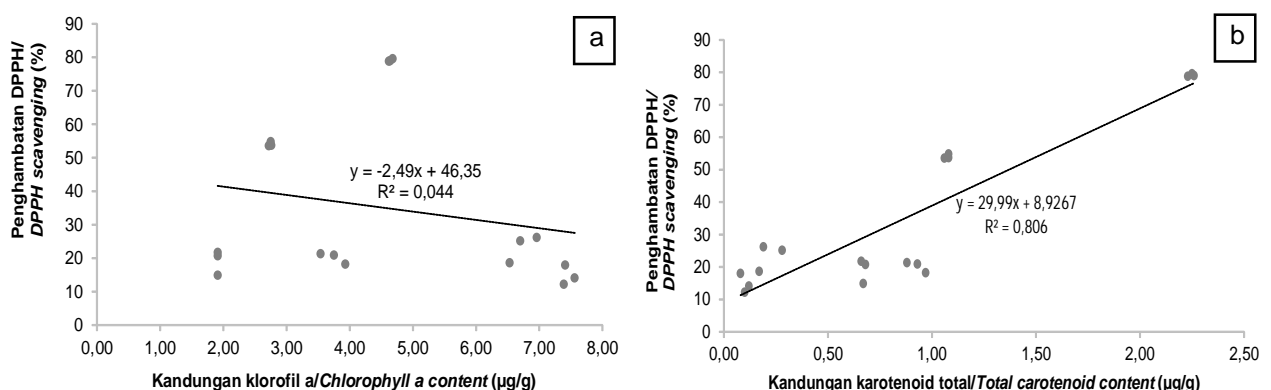 a
Penghambatan DPPH/
DPPH scavenging (%)
90
80
70
60
50
40
30
20
10
0
y = -2,49x + 46,35
R² = 0,044
0,00 1,00 2,00 3,00 4,00 5,00 6,00 7,00 8,00
Kandungan klorofil a/Chlorophyll a content (µg/g)
b
Penghambatan DPPH/
DPPH scavenging (%)
90
80
70
60
50
40
30
20
10
0
y = 29,99x + 8,9267
R² = 0,806
0,00 0,50 1,00 1,50 2,00 2,50
Kandungan karotenoid total/Total carotenoid content (µg/g)